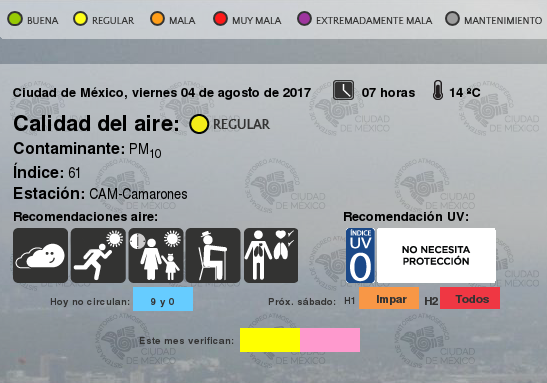 BUENA REGULAR MALA MUY MALA EXTREMADAMENTE MALA MANTENIMIENTO
Ciudad de México, viernes 04 de agosto de 2017 07 horas 14 ºC
Calidad del aire: REGULAR
Contaminante: PM10
Índice: 61
Estación: CAM-Camarones
Recomendaciones aire: Recomendación UV:
ÍNDICE
UV
0
NO NECESITA
PROTECCIÓN
Hoy no circulan: 9 y 0 Próx. sábado: H1 Impar H2 Todos
Este mes verifican:
CIUDAD
DE MÉXICO